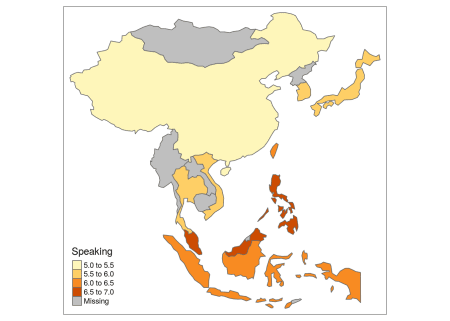 Speaking
5.0 to 5.5
5.5 to 6.0
6.0 to 6.5
6.5 to 7.0
Missing